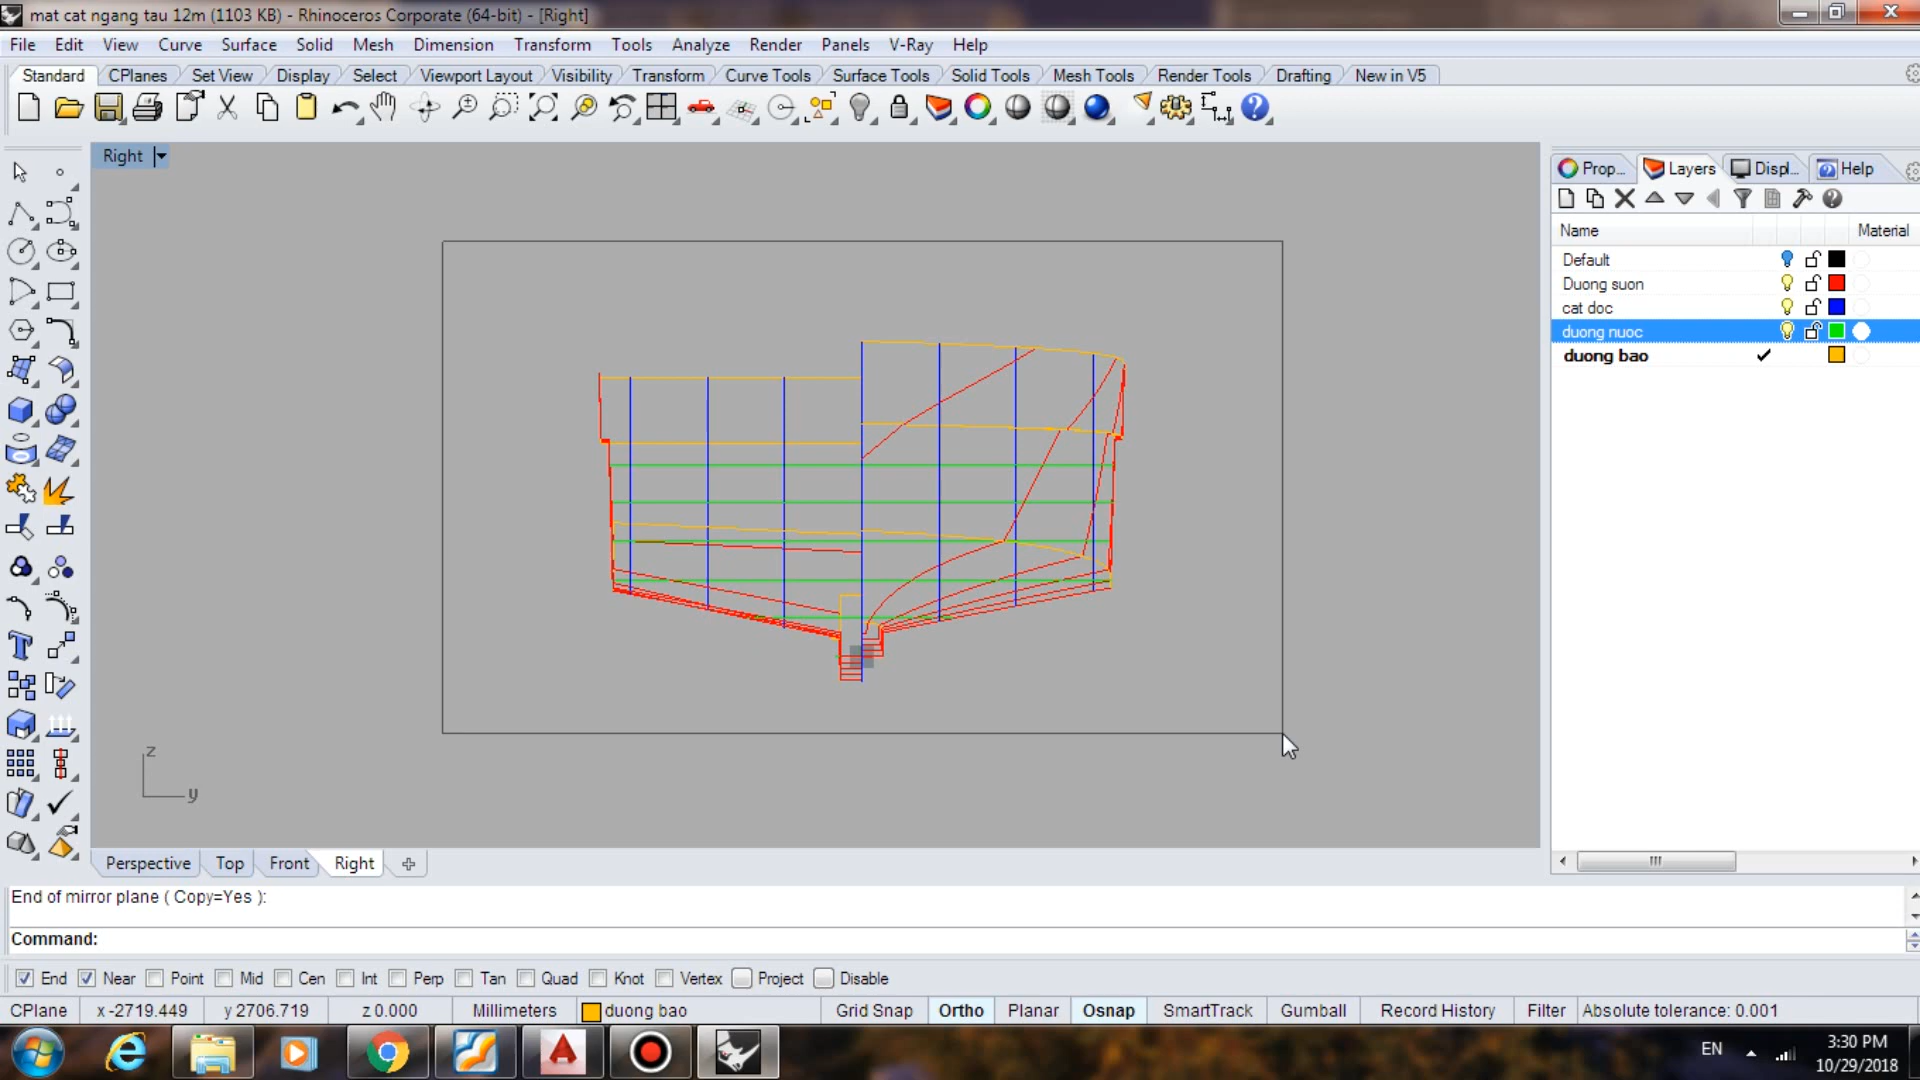 mat cat ngang tau 12m (1103 KB) - Rhinoceros Corporate (64-bit) - [Right]
File Edit View Curve Surface Solid Mesh Dimension Transform Tools Analyze Render Panels V-Ray Help
Standard CPlanes Set View Display Select Viewport Layout Visibility Transform Curve Tools Surface Tools Solid Tools Mesh Tools Render Tools Drafting New in V5
Right
Prop... Layers Displ... Help
Name Material
Default
Duong suon
cat doc
duong nuoc
duong bao
z
y
Perspective Top Front Right
End of mirror plane ( Copy=Yes ):
Command:
End Near Point Mid Cen Int Perp Tan Quad Knot Vertex Project Disable
CPlane x -2719.449 y 2706.719 z 0.000 Millimeters duong bao Grid Snap Ortho Planar Osnap SmartTrack Gumball Record History Filter Absolute tolerance: 0.001
EN
3:30 PM
10/29/2018